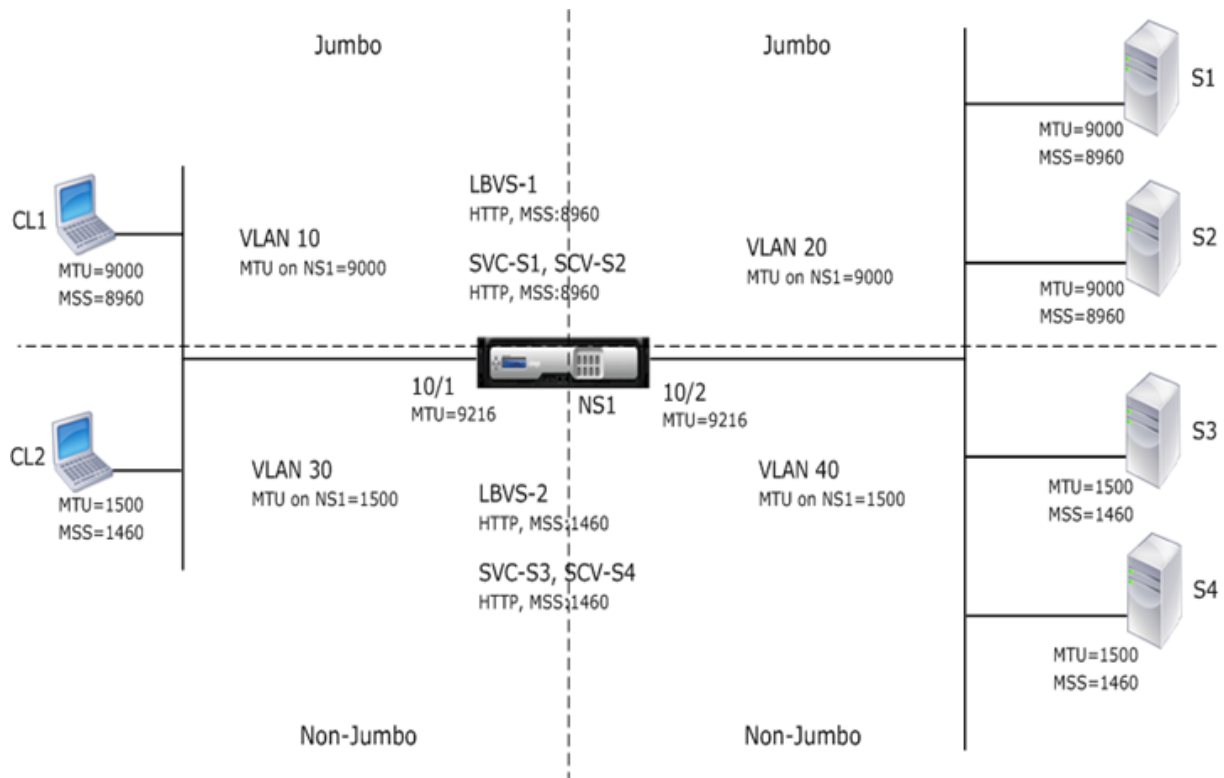 Jumbo
Jumbo
S1
MTU=9000
MSS=8960
LBVS-1
HTTP, MSS:8960
CL1
VLAN 10
MTU on NS1=9000
MTU=9000
MSS=8960
SVC-S1, SCV-S2
HTTP, MSS:8960
VLAN 20
MTU on NS1=9000
S2
MTU=9000
MSS=8960
10/1
MTU=9216
NS1
10/2
MTU=9216
S3
CL2
VLAN 30
MTU on NS1=1500
MTU=1500
MSS=1460
LBVS-2
HTTP, MSS:1460
VLAN 40
MTU on NS1=1500
MTU=1500
MSS=1460
SVC-S3, SCV-S4
HTTP, MSS:1460
S4
MTU=1500
MSS=1460
Non-Jumbo
Non-Jumbo